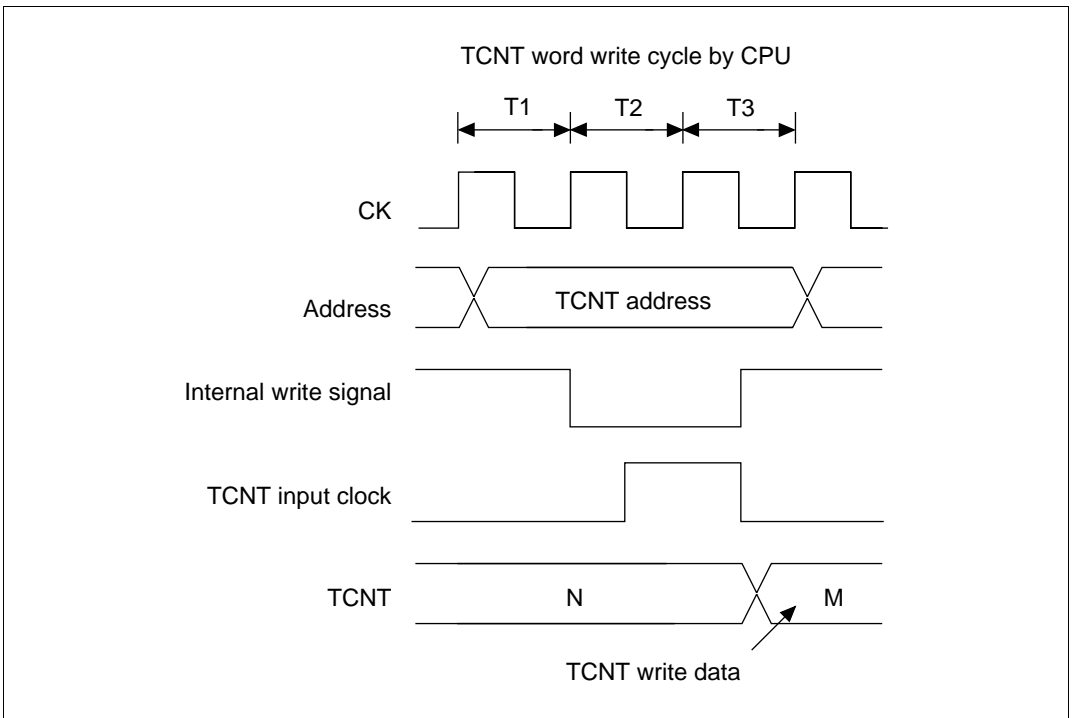 TCNT word write cycle by CPU
T1 T2 T3
CK
Address TCNT address
Internal write signal
TCNT input clock
TCNT N M
TCNT write data